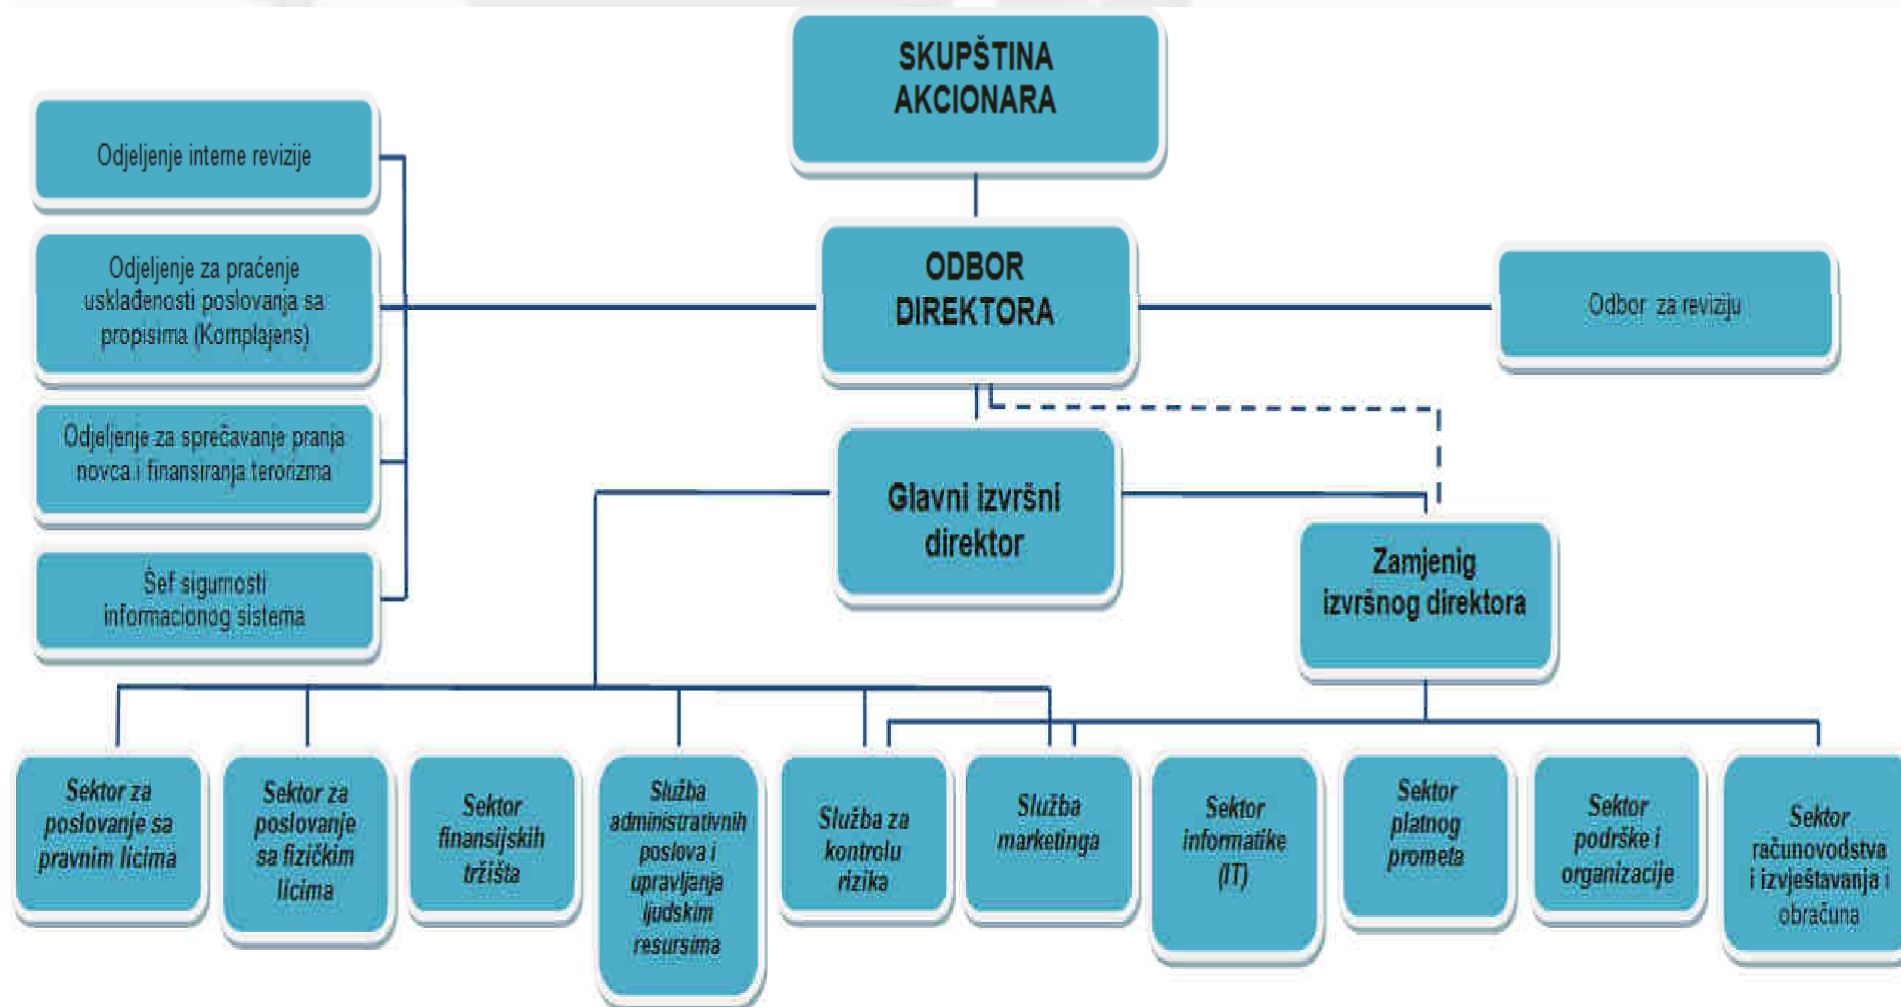 SKUPŠTINA
AKCIONARA
Odjeljenje interne revizije
Odjeljenje za praćenje
usklađenosti poslovanja sa
propisima (Komplajens)
ODBOR
DIREKTORA
Odbor za reviziju
Odjeljenje za sprečavanje pranja
novca i finansiranja terorizma
Glavni izvršni
direktor
Šef sigurnosti
informacionog sistema
Zamjenig
izvršnog direktora
Sektor za
poslovanje sa
pravnim licima
Sektor za
poslovanje
sa fizičkim
licima
Sektor
finansijskih
tržišta
Služba
administrativnih
poslova i
upravljanja
ljudskim
resursima
Služba za
kontrolu
rizika
Služba
marketinga
Sektor
informatike
(IT)
Sektor
platnog
prometa
Sektor
podrške i
organizacije
Sektor
računovodstva
i izvještavanja i
obračuna